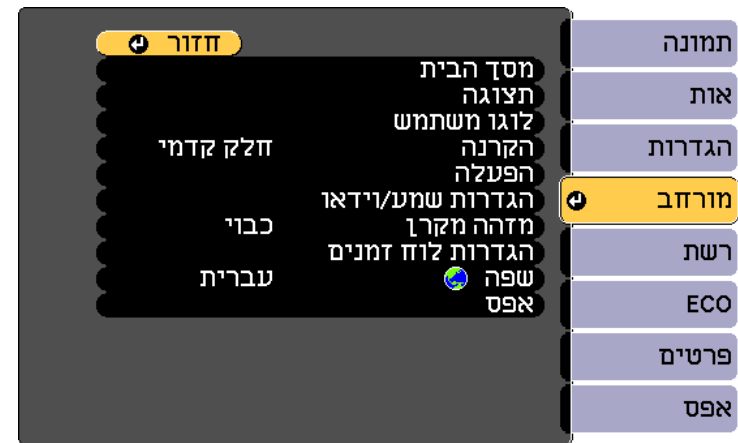 תמונה
אות
הגדרות
מורחב
רשת
ECO
פרטים
אפס
חזור
מסך הבית
תצוגה
לוגו משתמש
הקרנה חלק קדמי
הפעלה
הגדרות שמע/וידאו
מזהה מקרן כבוי
הגדרות לוח זמנים
שפה עברית
אפס